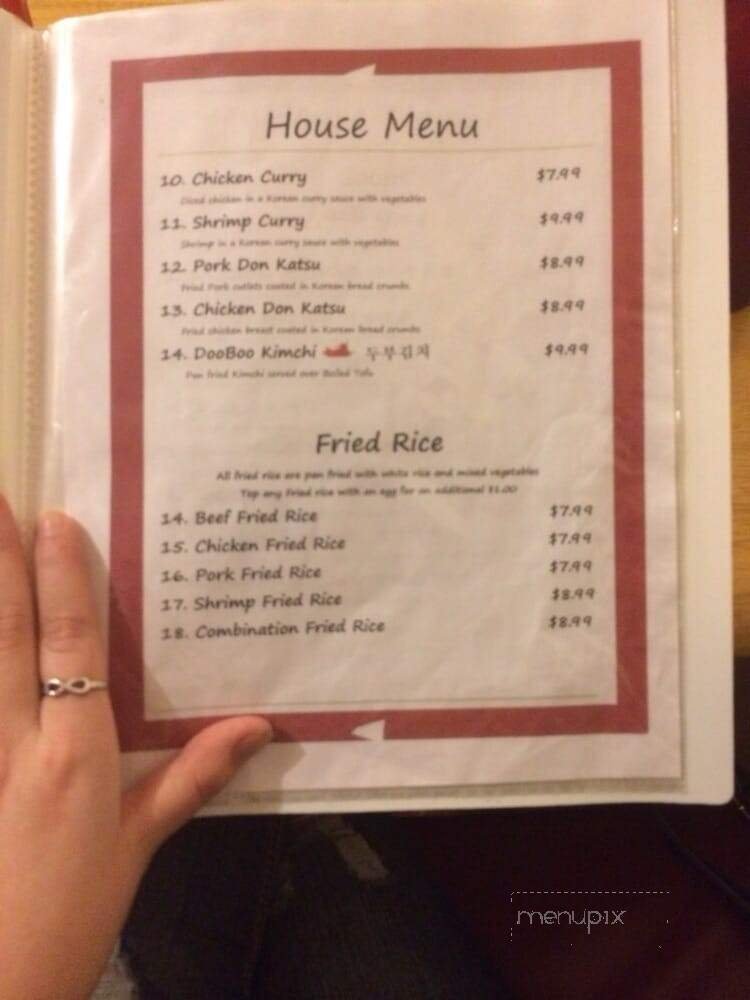 House Menu
10. Chicken Curry $7.99
Diced chicken in a Korean curry sauce with vegetables
11. Shrimp Curry $9.99
Shrimp in a Korean curry sauce with vegetables
12. Pork Don Katsu $8.99
Fried Pork cutlets coated in Korean bread crumbs
13. Chicken Don Katsu $8.99
Fried chicken breast coated in Korean bread crumbs
14. DooBoo Kimchi 두부김치 $9.99
Pan fried Kimchi served over Boiled Tofu
Fried Rice
All fried rice are pan fried with white rice and mixed vegetables
Top any fried rice with an egg for an additional $1.00
14. Beef Fried Rice $7.99
15. Chicken Fried Rice $7.99
16. Pork Fried Rice $7.99
17. Shrimp Fried Rice $8.99
18. Combination Fried Rice $8.99
menupix